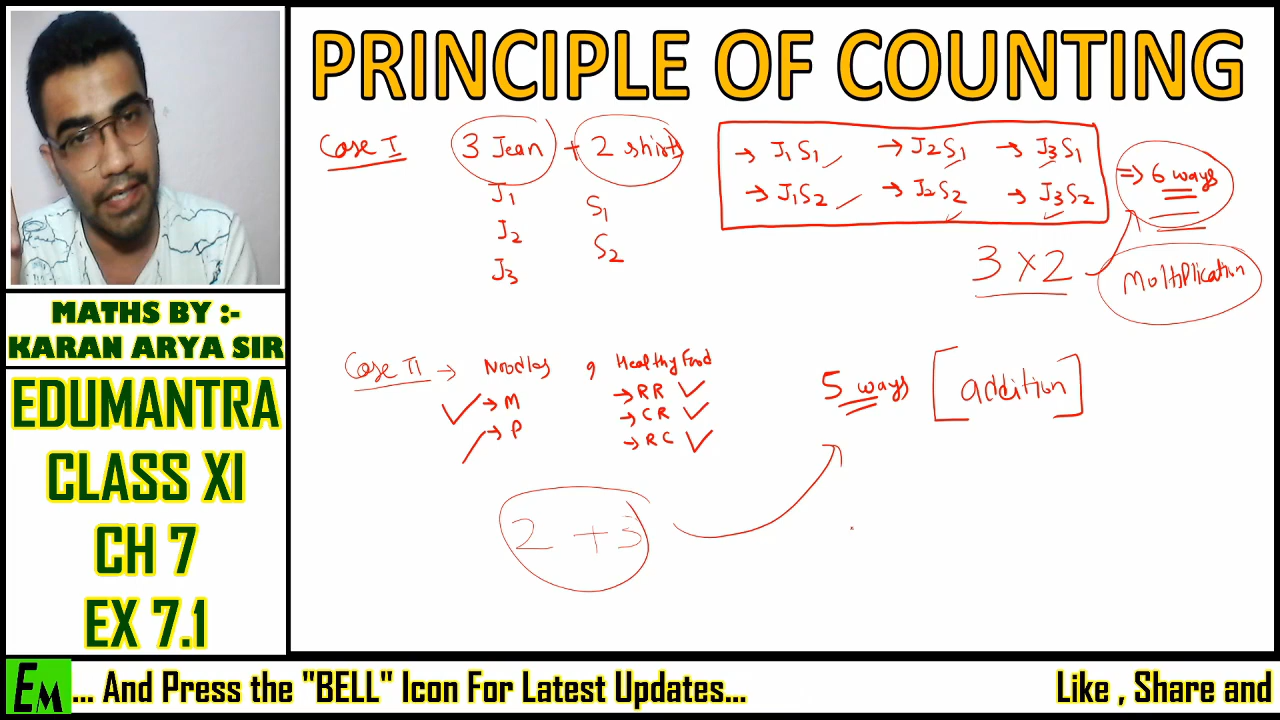 PRINCIPLE OF COUNTING
Case I 3 Jean + 2 shirts
J1
J2
J3
S1
S2
→ J1S1 → J2S1 → J3S1
→ J1S2 → J2S2 → J3S2
⇒ 6 ways
3 × 2
Multiplication
Case II → Noodles , Healthy Food
→ M
→ P
→ RR
→ CR
→ RC
5 ways [addition]
2 + 3
MATHS BY :-
KARAN ARYA SIR
EDUMANTRA
CLASS XI
CH 7
EX 7.1
EM ... And Press the "BELL" Icon For Latest Updates... Like , Share and